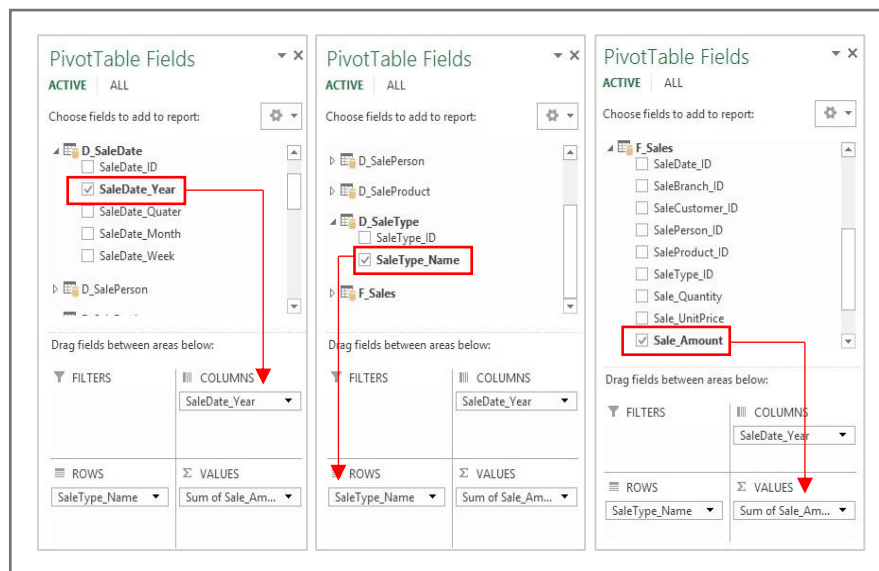 PivotTable Fields
ACTIVE ALL
Choose fields to add to report:
D_SaleDate
SaleDate_ID
SaleDate_Year
SaleDate_Quater
SaleDate_Month
SaleDate_Week
D_SalePerson
Drag fields between areas below:
FILTERS
COLUMNS
SaleDate_Year
ROWS
SaleType_Name
VALUES
Sum of Sale_Am...
PivotTable Fields
ACTIVE ALL
Choose fields to add to report:
D_SalePerson
D_SaleProduct
D_SaleType
SaleType_ID
SaleType_Name
F_Sales
Drag fields between areas below:
FILTERS
COLUMNS
SaleDate_Year
ROWS
SaleType_Name
VALUES
Sum of Sale_Am...
PivotTable Fields
ACTIVE ALL
Choose fields to add to report:
F_Sales
SaleDate_ID
SaleBranch_ID
SaleCustomer_ID
SalePerson_ID
SaleProduct_ID
SaleType_ID
Sale_Quantity
Sale_UnitPrice
Sale_Amount
Drag fields between areas below:
FILTERS
COLUMNS
SaleDate_Year
ROWS
SaleType_Name
VALUES
Sum of Sale_Am...